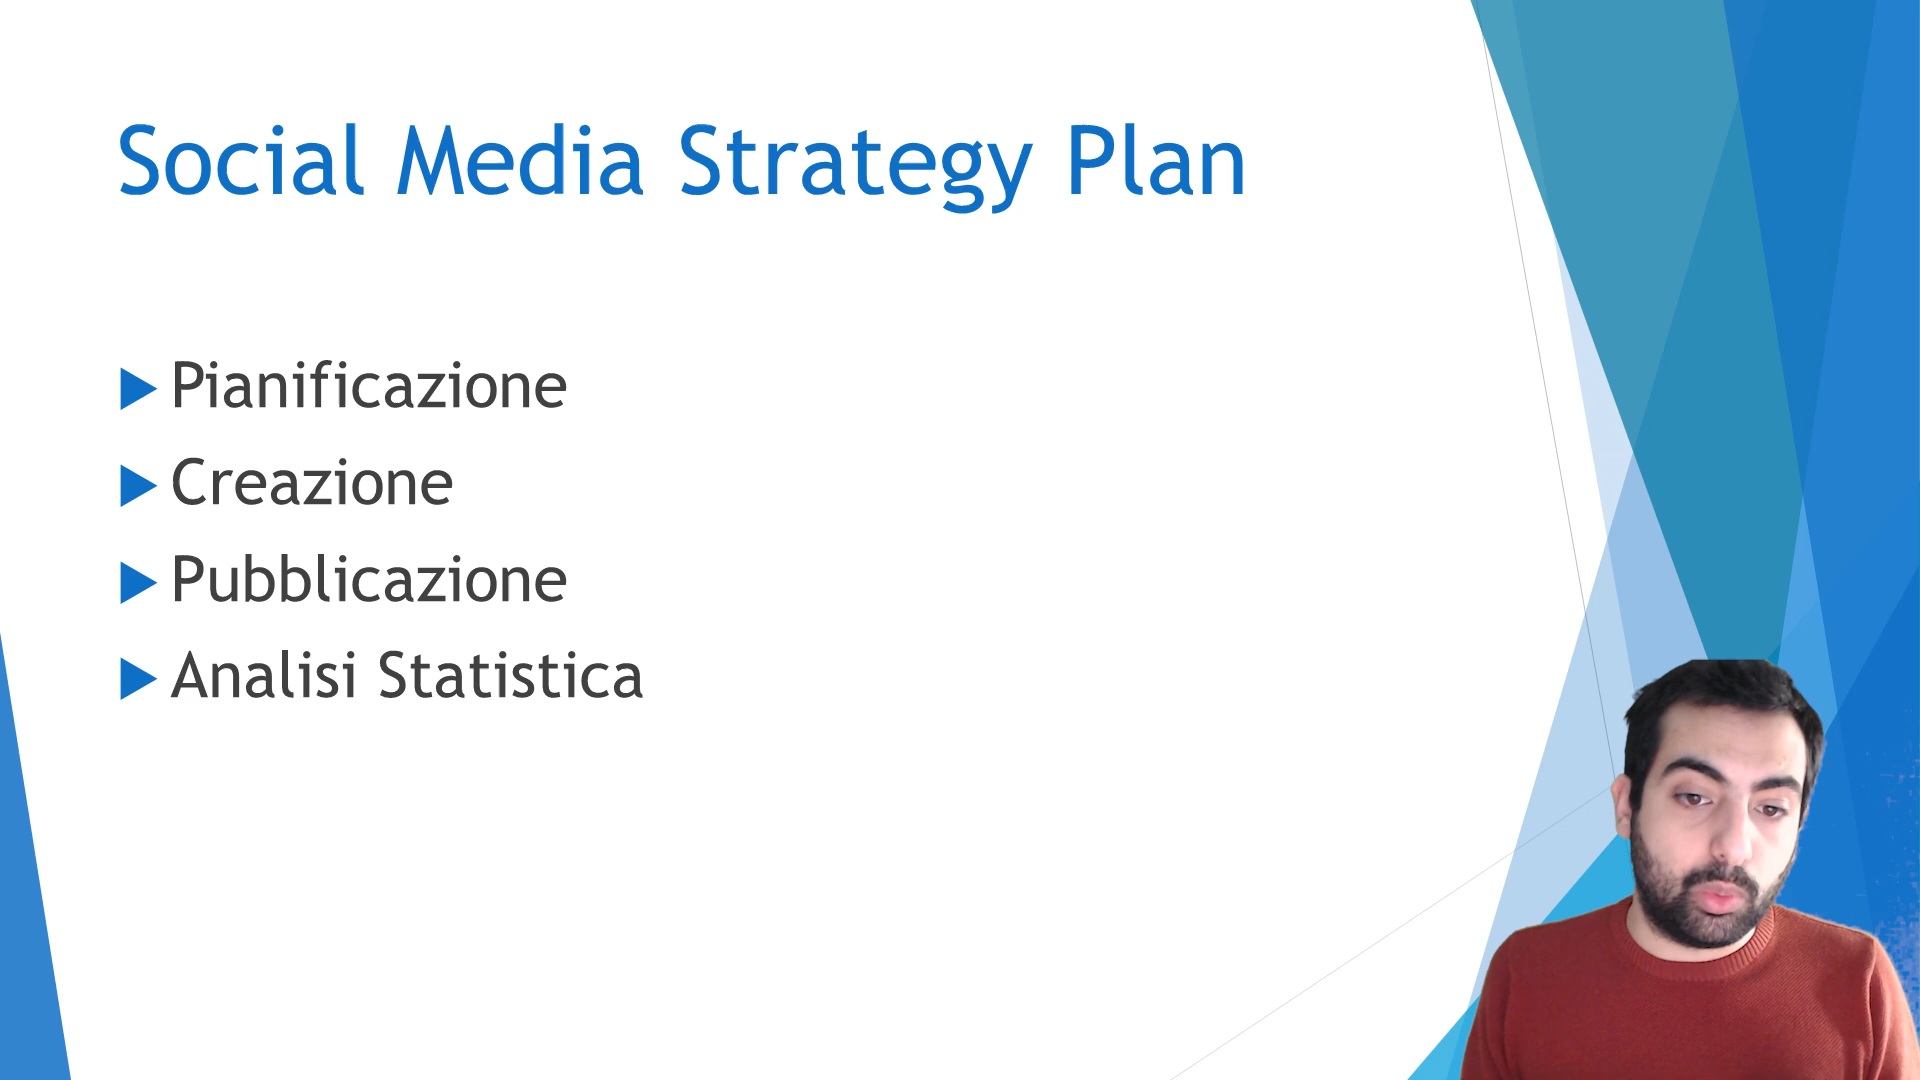 Social Media Strategy Plan
Pianificazione
Creazione
Pubblicazione
Analisi Statistica